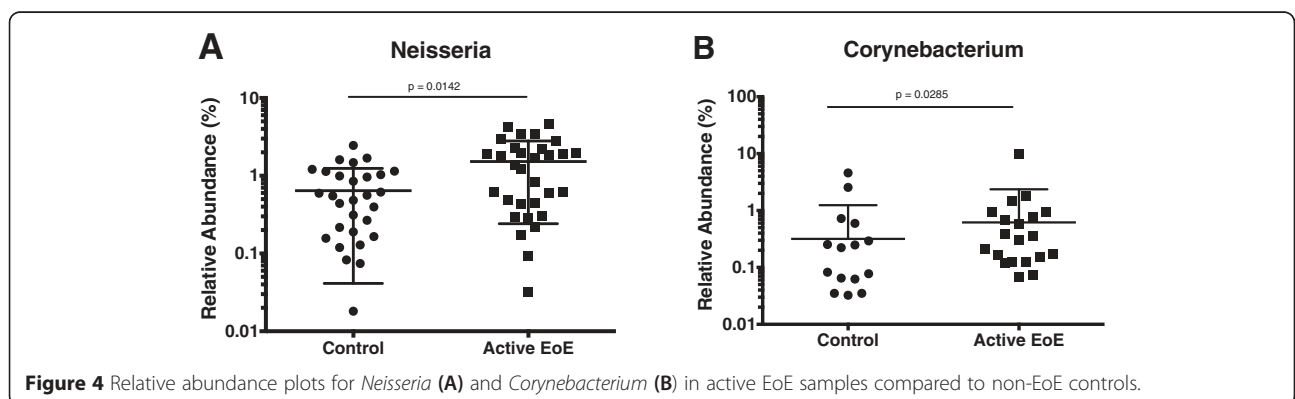 A
Neisseria
p = 0.0142
Relative Abundance (%)
10
1
0.1
0.01
Control
Active EoE
B
Corynebacterium
p = 0.0285
Relative Abundance (%)
100
10
1
0.1
0.01
Control
Active EoE
Figure 4 Relative abundance plots for Neisseria (A) and Corynebacterium (B) in active EoE samples compared to non-EoE controls.